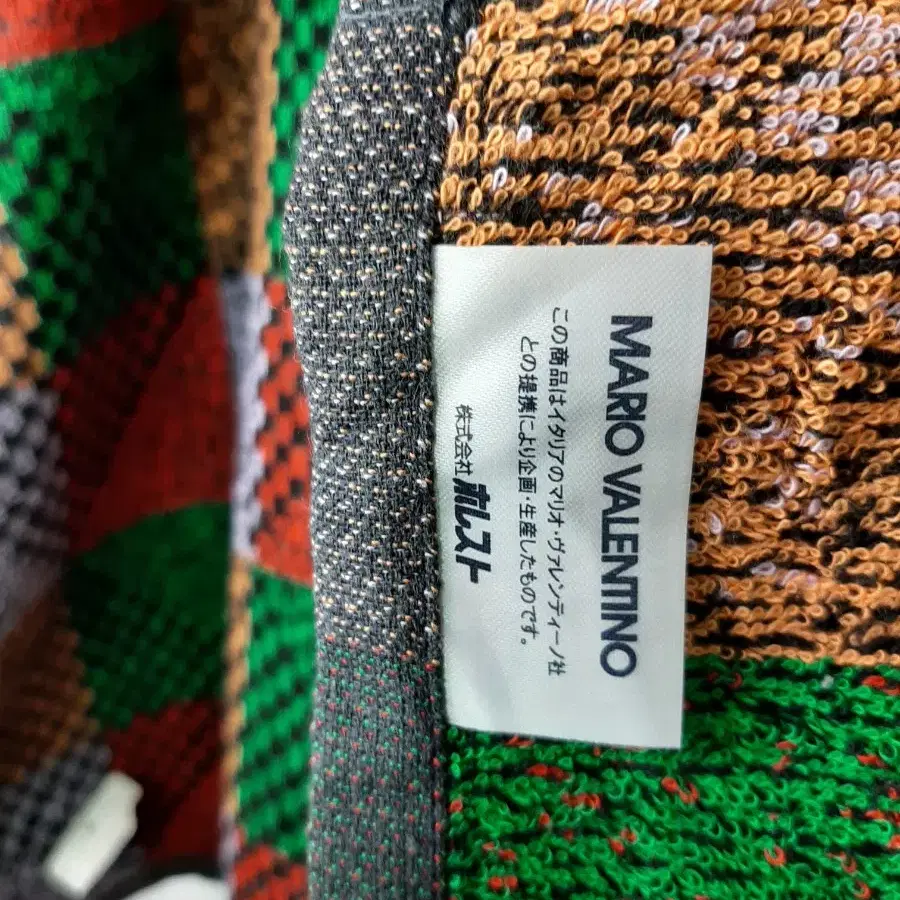 MARIO VALENTINO
この商品はイタリアのマリオ・ヴァレンティーノ社
との提携により企画・生産したものです。
株式会社ホレスト